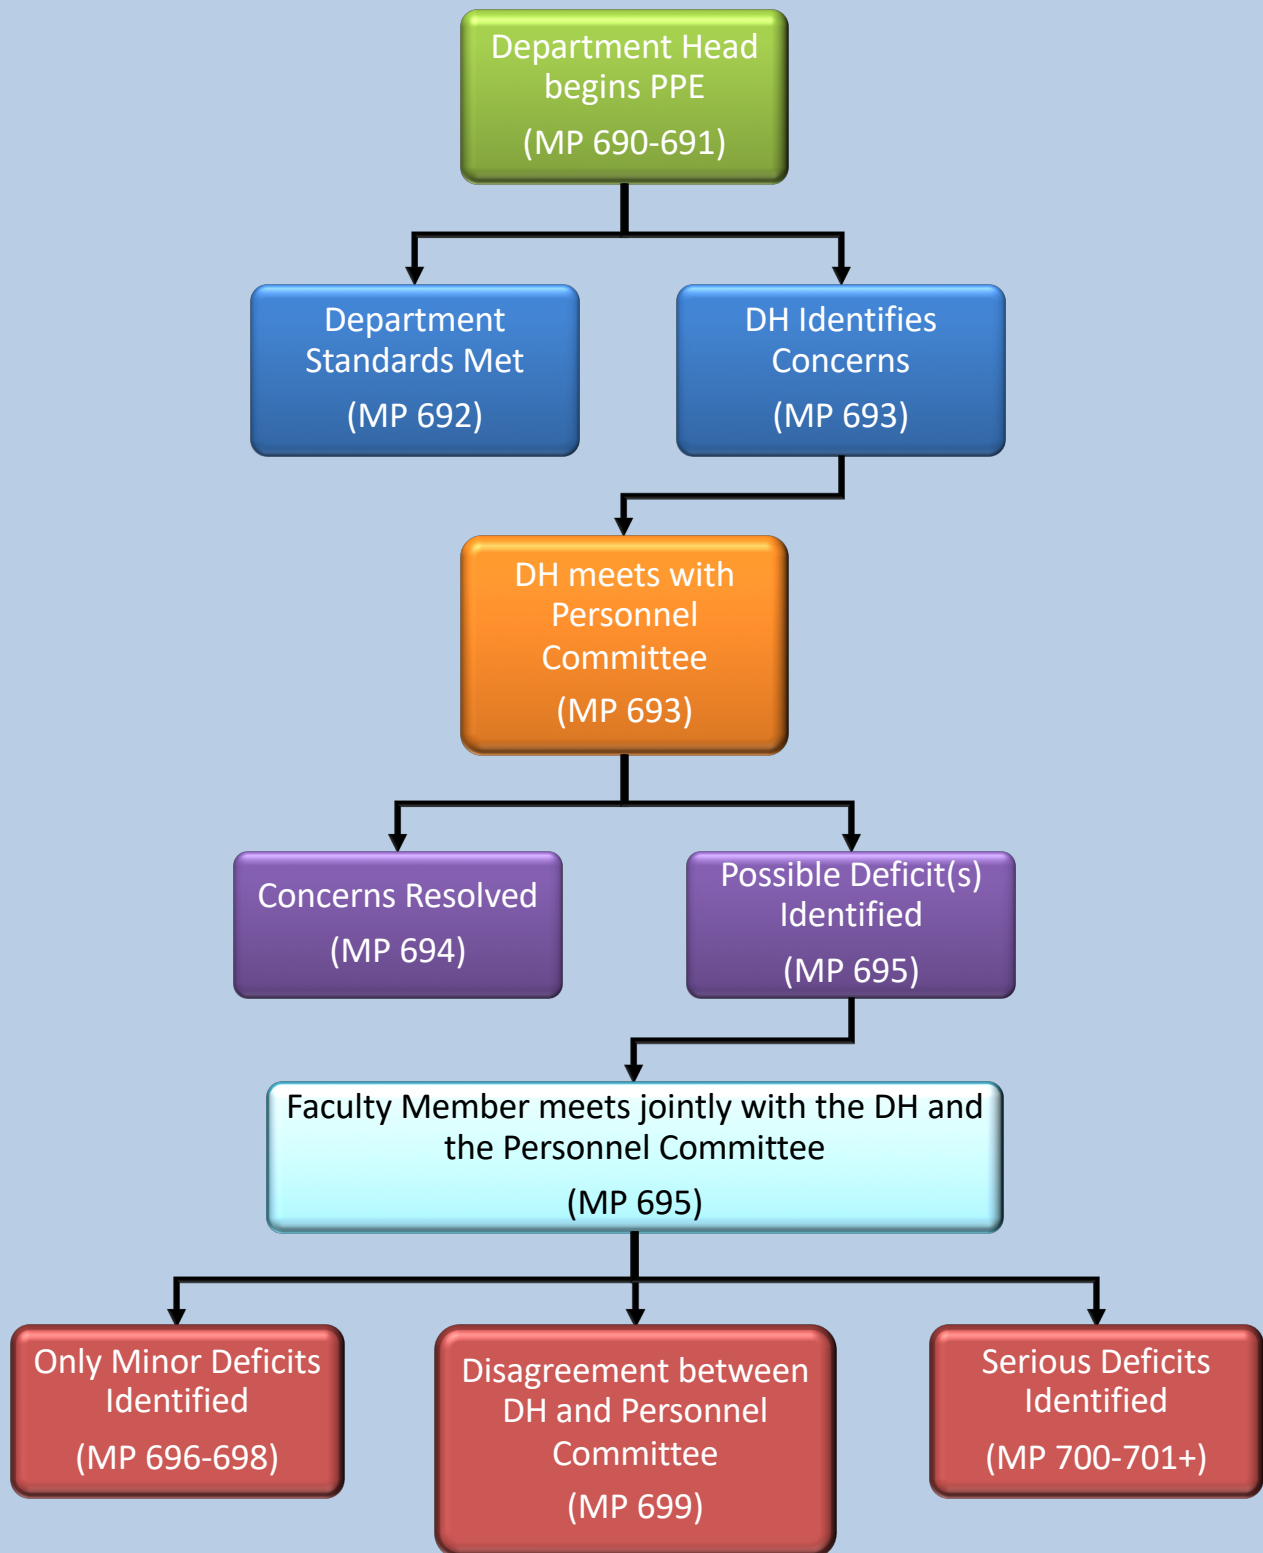 Department Head
begins PPE
(MP 690-691)
Department
Standards Met
(MP 692)
DH Identifies
Concerns
(MP 693)
DH meets with
Personnel
Committee
(MP 693)
Concerns Resolved
(MP 694)
Possible Deficit(s)
Identified
(MP 695)
Faculty Member meets jointly with the DH and
the Personnel Committee
(MP 695)
Only Minor Deficits
Identified
(MP 696-698)
Disagreement between
DH and Personnel
Committee
(MP 699)
Serious Deficits
Identified
(MP 700-701+)